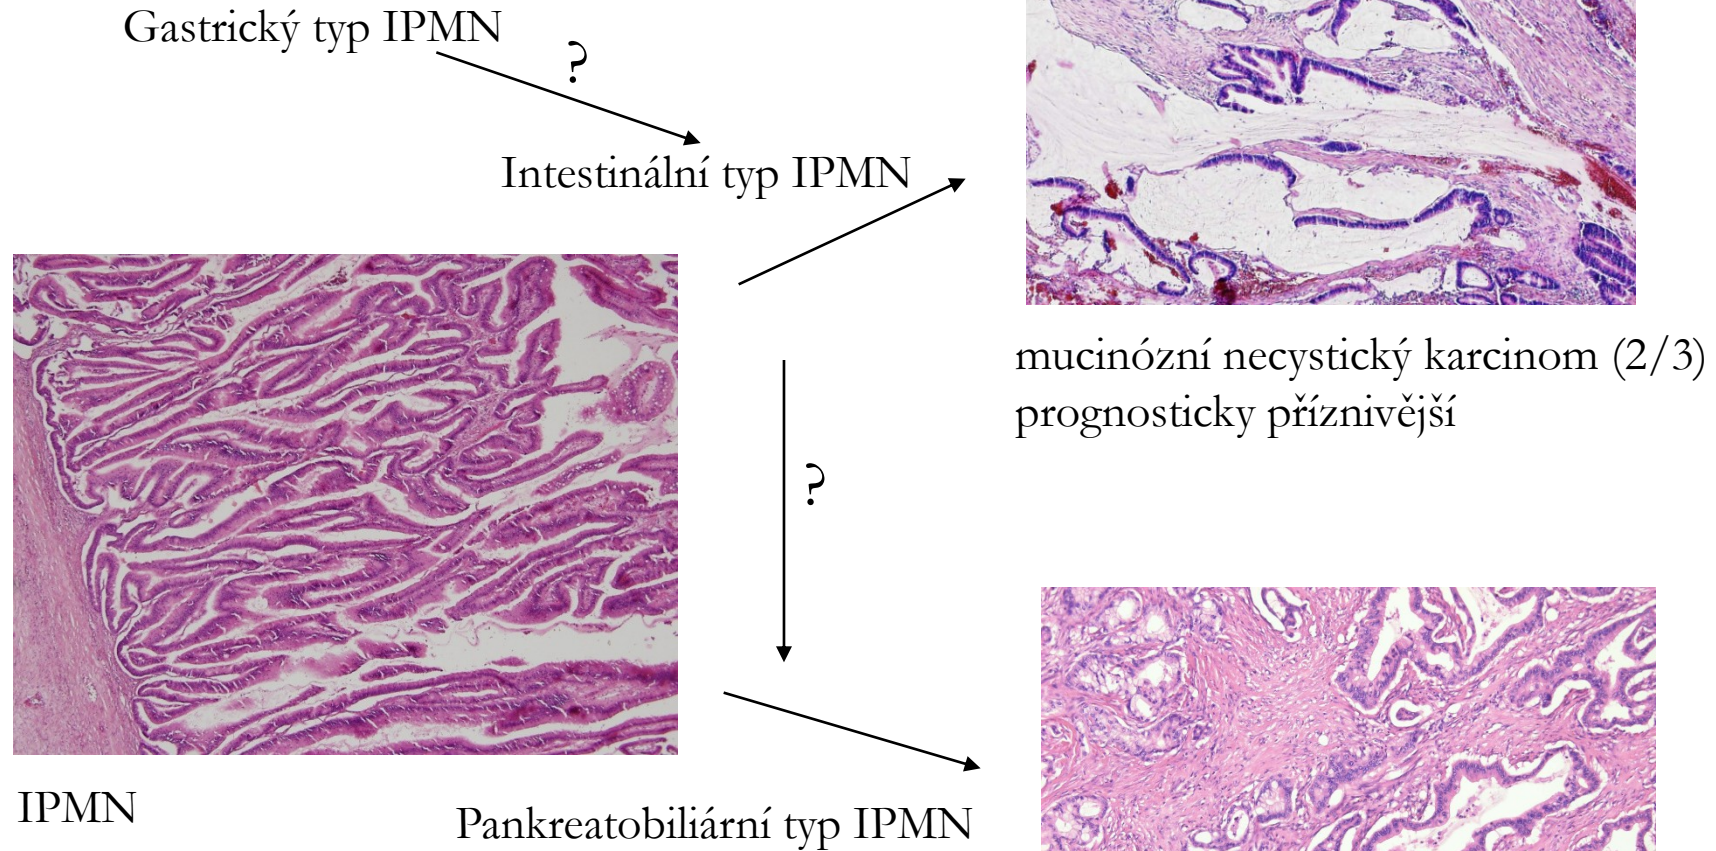 Gastrický typ IPMN
?
Intestinální typ IPMN
mucinózní necystický karcinom (2/3)
prognosticky příznivější
?
IPMN
Pankreatobiliární typ IPMN